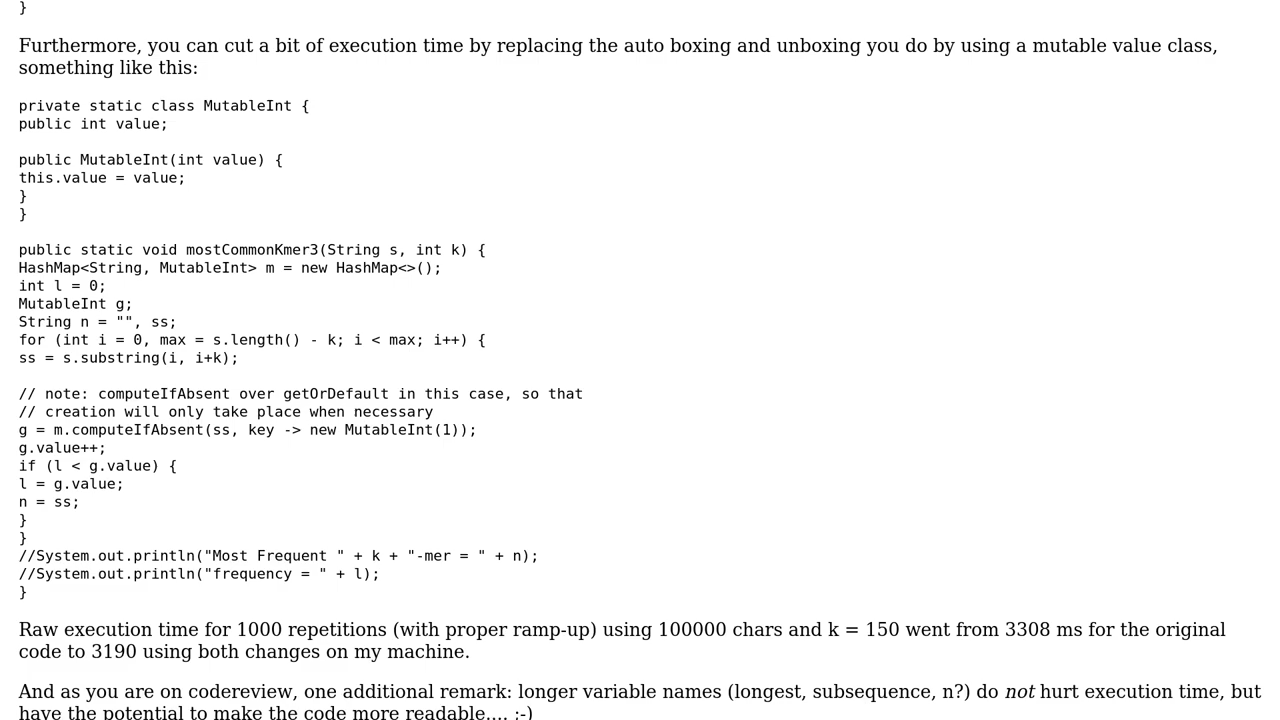 }
Furthermore, you can cut a bit of execution time by replacing the auto boxing and unboxing you do by using a mutable value class,
something like this:
private static class MutableInt {
public int value;
public MutableInt(int value) {
this.value = value;
}
}
public static void mostCommonKmer3(String s, int k) {
HashMap<String, MutableInt> m = new HashMap<>();
int l = 0;
MutableInt g;
String n = "", ss;
for (int i = 0, max = s.length() - k; i < max; i++) {
ss = s.substring(i, i+k);
// note: computeIfAbsent over getOrDefault in this case, so that
// creation will only take place when necessary
g = m.computeIfAbsent(ss, key -> new MutableInt(1));
g.value++;
if (l < g.value) {
l = g.value;
n = ss;
}
}
//System.out.println("Most Frequent " + k + "-mer = " + n);
//System.out.println("frequency = " + l);
}
Raw execution time for 1000 repetitions (with proper ramp-up) using 100000 chars and k = 150 went from 3308 ms for the original
code to 3190 using both changes on my machine.
And as you are on codereview, one additional remark: longer variable names (longest, subsequence, n?) do not hurt execution time, but
have the potential to make the code more readable.... ;-)